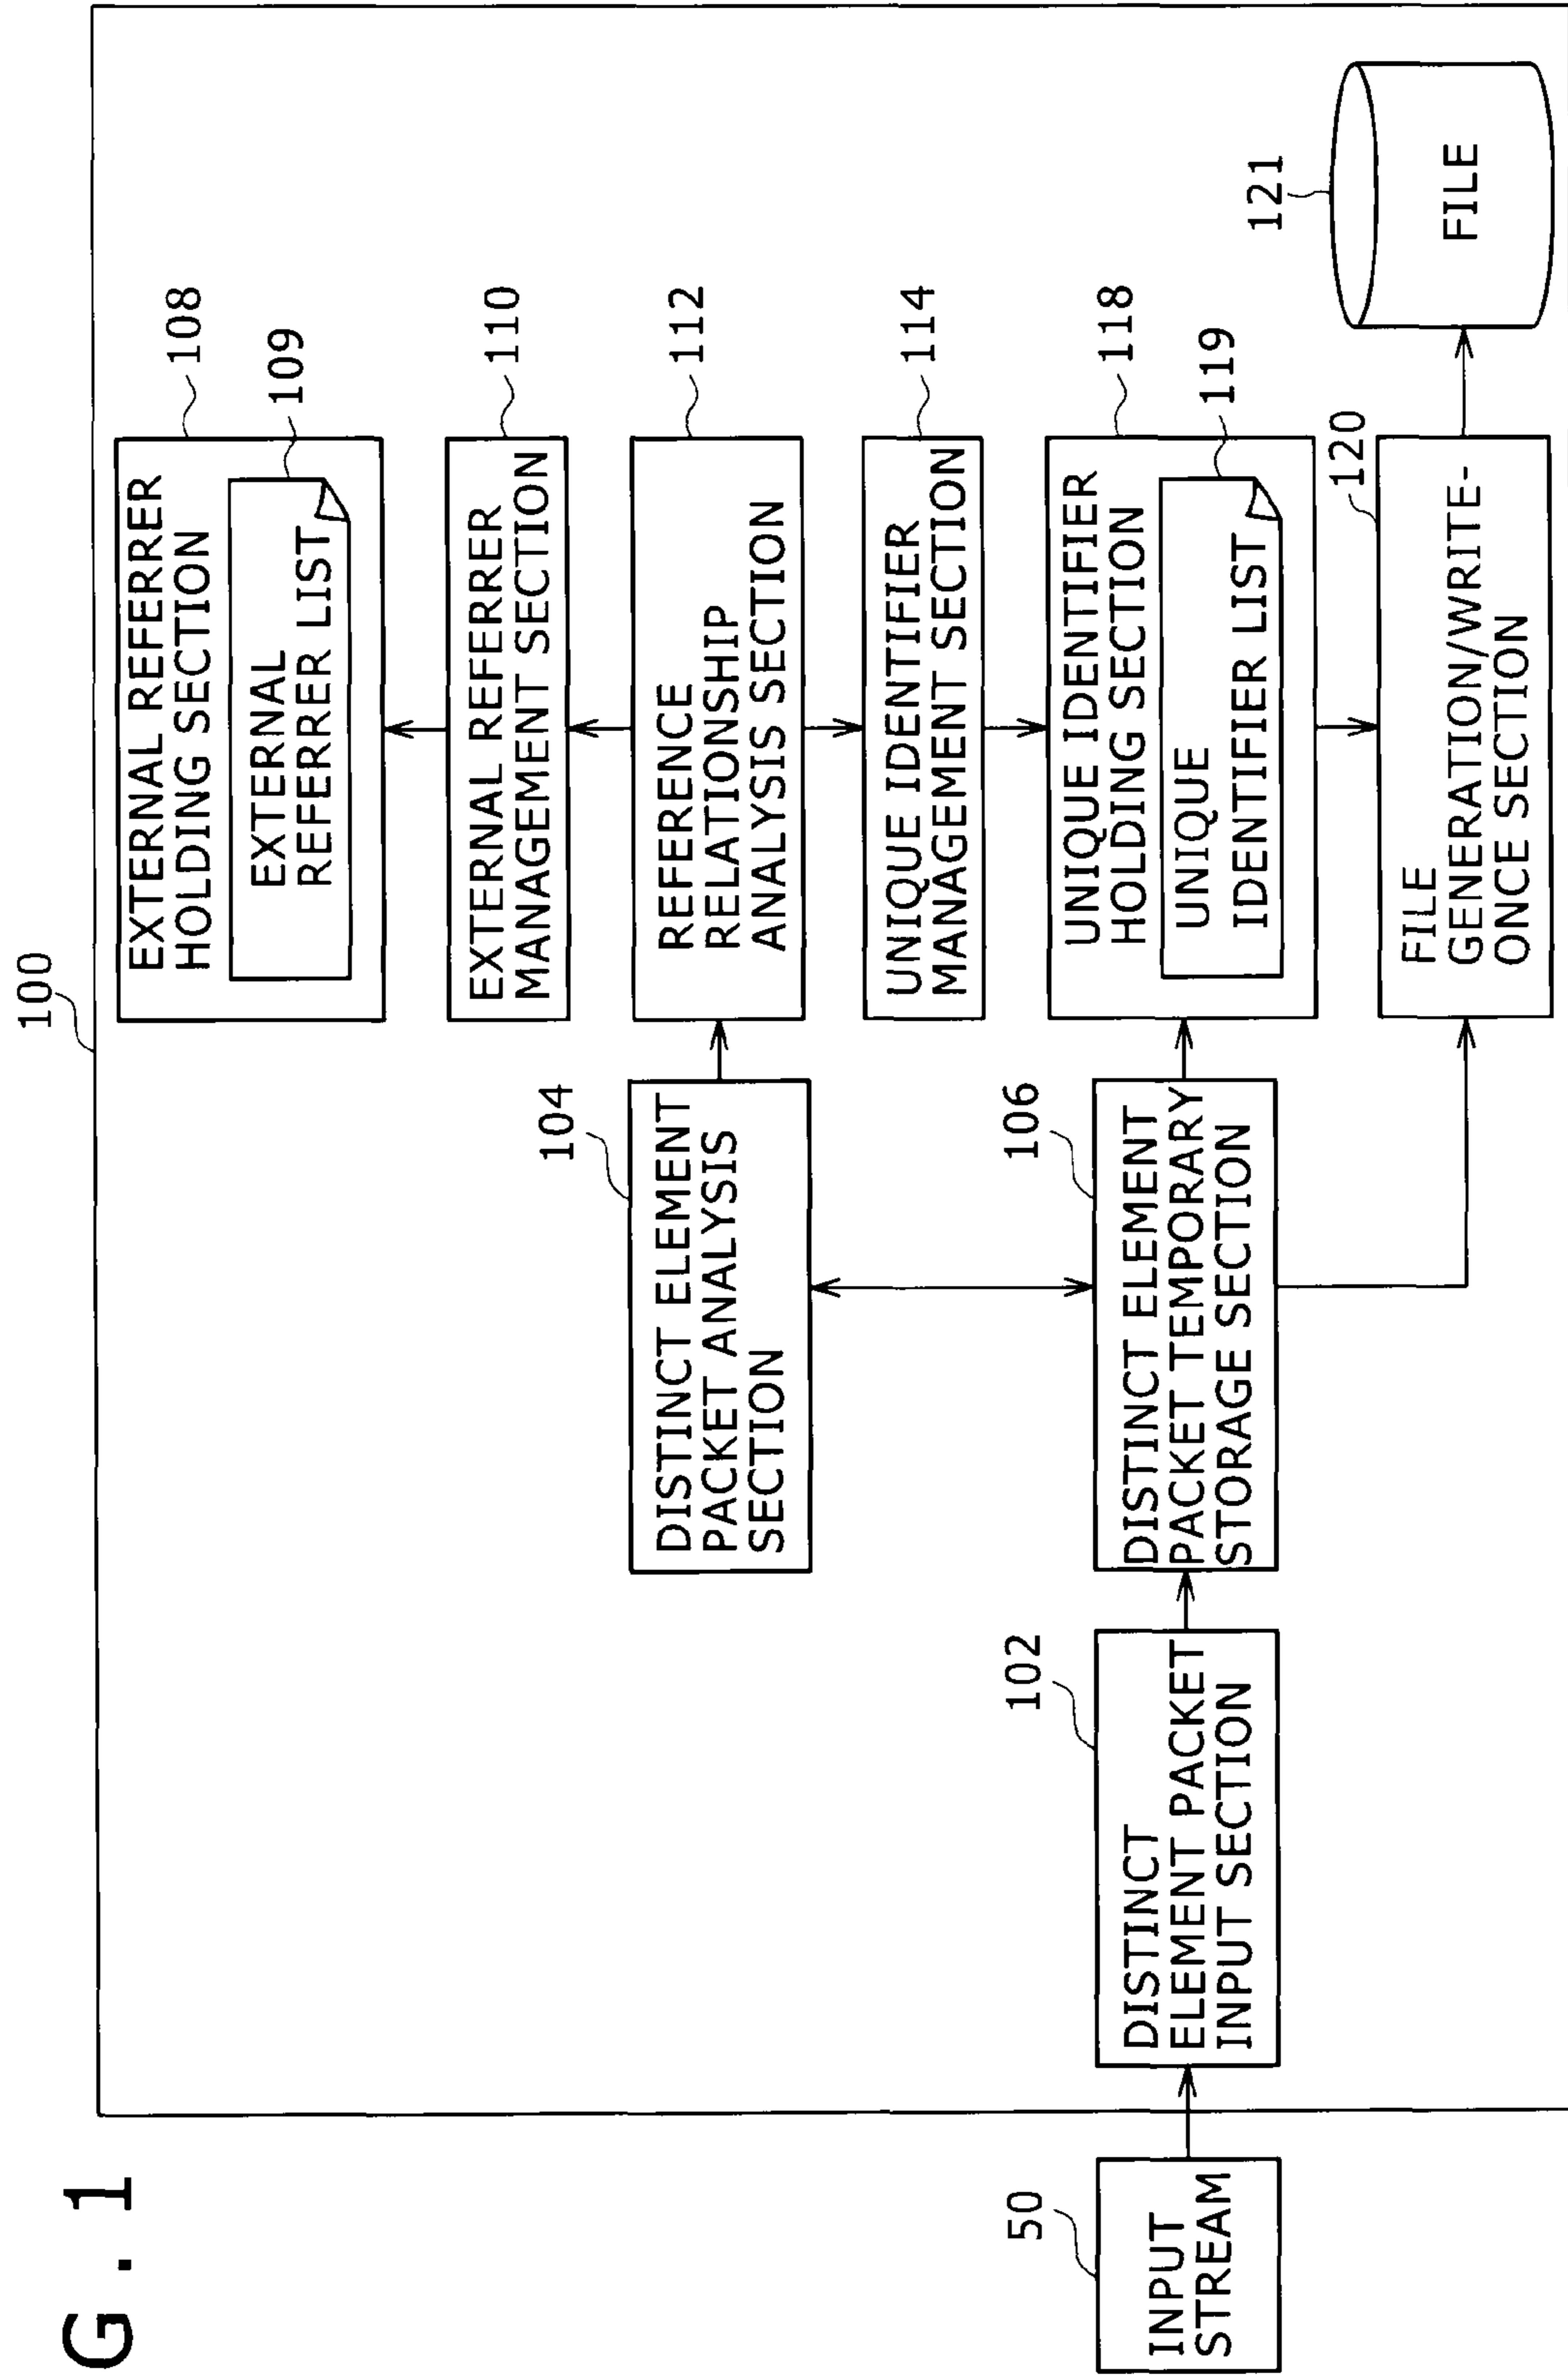 G. 1
100
EXTERNAL REFERRER
HOLDING SECTION
108
EXTERNAL
REFERRER LIST
109
EXTERNAL REFERRER
MANAGEMENT SECTION
110
DISTINCT ELEMENT
PACKET ANALYSIS
SECTION
104
REFERENCE
RELATIONSHIP
ANALYSIS SECTION
112
UNIQUE IDENTIFIER
MANAGEMENT SECTION
114
INPUT
STREAM
50
DISTINCT
ELEMENT PACKET
INPUT SECTION
102
DISTINCT ELEMENT
PACKET TEMPORARY
STORAGE SECTION
106
UNIQUE IDENTIFIER
HOLDING SECTION
118
UNIQUE
IDENTIFIER LIST
119
FILE
GENERATION/WRITE-
ONCE SECTION
120
FILE
121